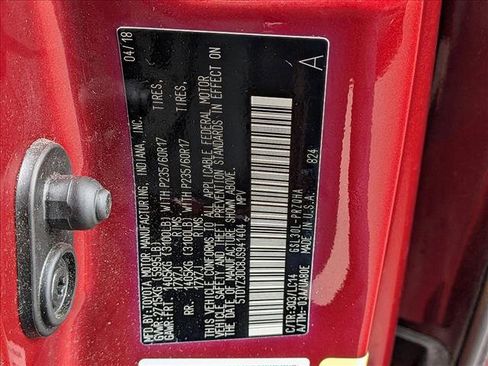 MFD. BY: TOYOTA MOTOR MANUFACTURING, INDIANA, INC. 04/18
GVWR: 2715KG (5985LB)
GAWR: FRT. 1405KG (3100LB) WITH P235/60R17 TIRES,
17X7J RIMS,
RR. 1405KG (3100LB) WITH P235/60R17 TIRES,
17X7J RIMS,
THIS VEHICLE CONFORMS TO ALL APPLICABLE FEDERAL MOTOR
VEHICLE SAFETY AND THEFT PREVENTION STANDARDS IN EFFECT
ON THE DATE OF MANUFACTURE SHOWN ABOVE.
MPV
824
A
C/TR: 3Q3/LC14
A/TM: -03A/UA80E
MADE IN U.S.A.